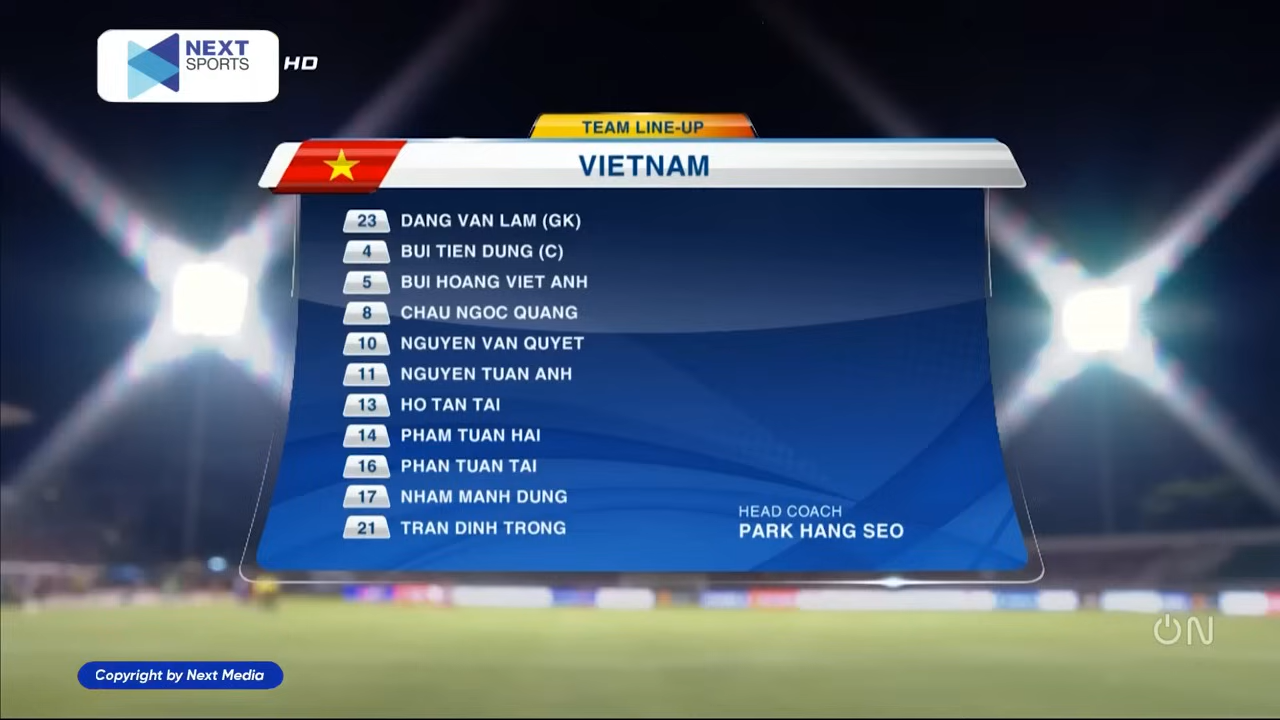 NEXT
SPORTS
HD
TEAM LINE-UP
VIETNAM
23 DANG VAN LAM (GK)
4 BUI TIEN DUNG (C)
5 BUI HOANG VIET ANH
8 CHAU NGOC QUANG
10 NGUYEN VAN QUYET
11 NGUYEN TUAN ANH
13 HO TAN TAI
14 PHAM TUAN HAI
16 PHAN TUAN TAI
17 NHAM MANH DUNG
21 TRAN DINH TRONG
HEAD COACH
PARK HANG SEO
ON
Copyright by Next Media